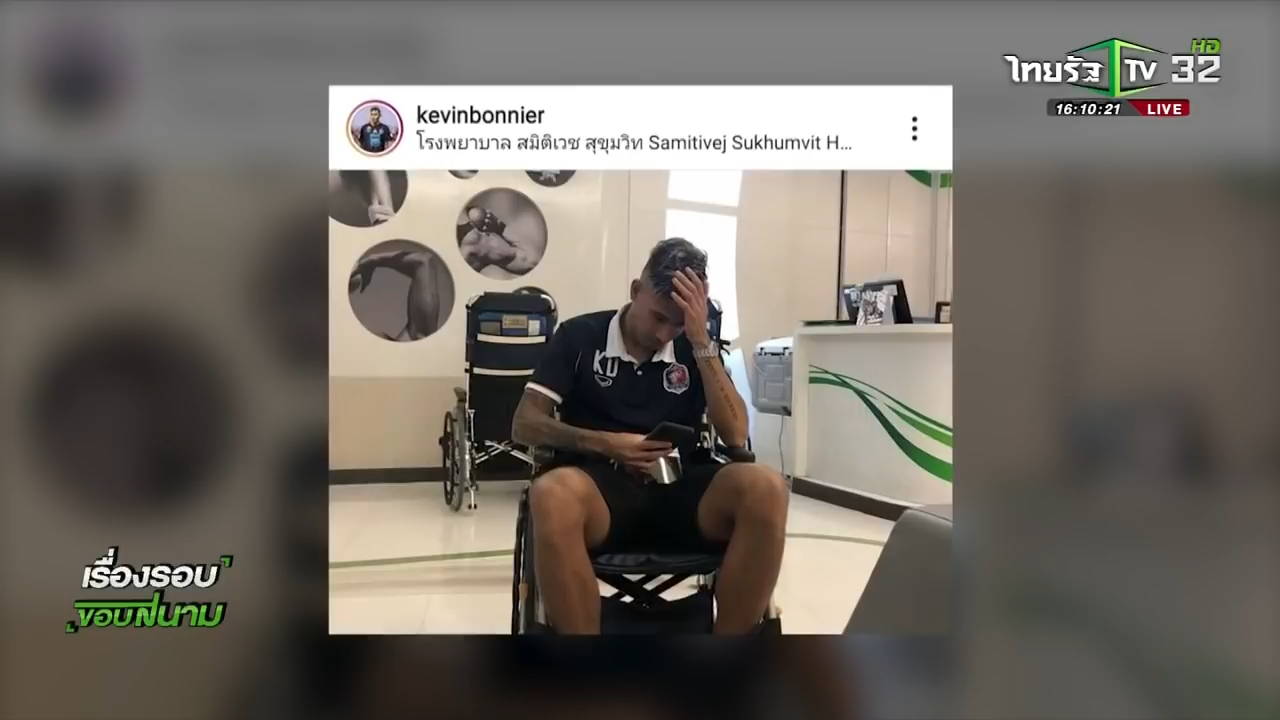 ไทยรัฐ TV 32 HD
16:10:21 LIVE
kevinbonnier
โรงพยาบาล สมิติเวช สุขุมวิท Samitivej Sukhumvit H...
KD
เรื่องรอบ
ขอบสนาม